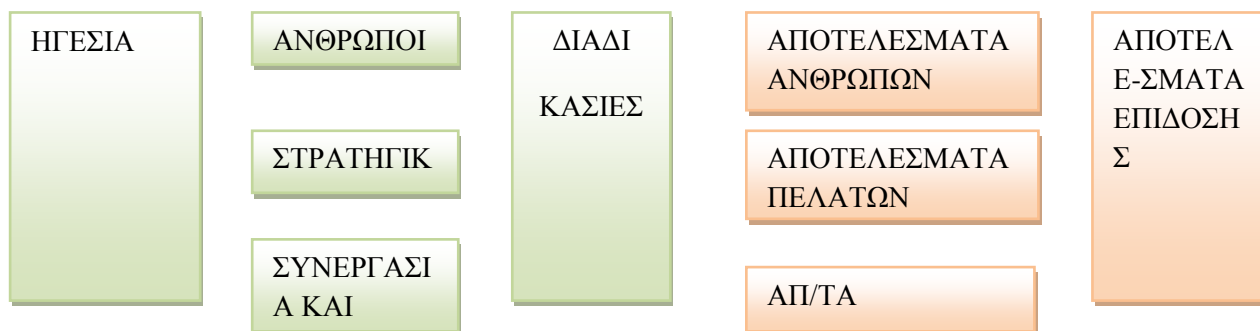 ΗΓΕΣΙΑ
ΑΝΘΡΩΠΟΙ
ΣΤΡΑΤΗΓΙΚ
ΣΥΝΕΡΓΑΣΙ
Α ΚΑΙ
ΔΙΑΔΙ
ΚΑΣΙΕΣ
ΑΠΟΤΕΛΕΣΜΑΤΑ
ΑΝΘΡΩΠΩΝ
ΑΠΟΤΕΛΕΣΜΑΤΑ
ΠΕΛΑΤΩΝ
ΑΠ/ΤΑ
ΑΠΟΤΕΛ
Ε-ΣΜΑΤΑ
ΕΠΙΔΟΣΗ
Σ